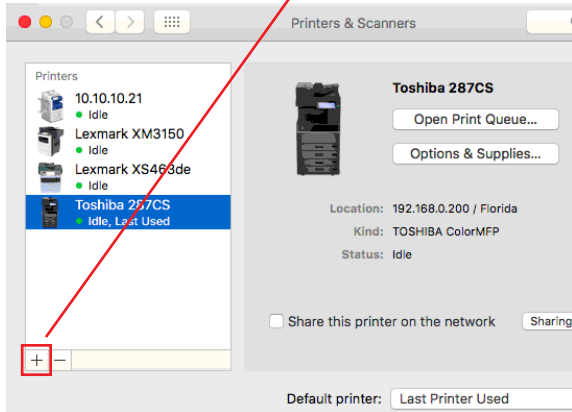 Printers & Scanners
Printers
10.10.10.21
Idle
Lexmark XM3150
Idle
Lexmark XS463de
Idle
Toshiba 287CS
Idle, Last Used
+ −
Toshiba 287CS
Open Print Queue...
Options & Supplies...
Location: 192.168.0.200 / Florida
Kind: TOSHIBA ColorMFP
Status: Idle
Share this printer on the network
Sharing
Default printer: Last Printer Used